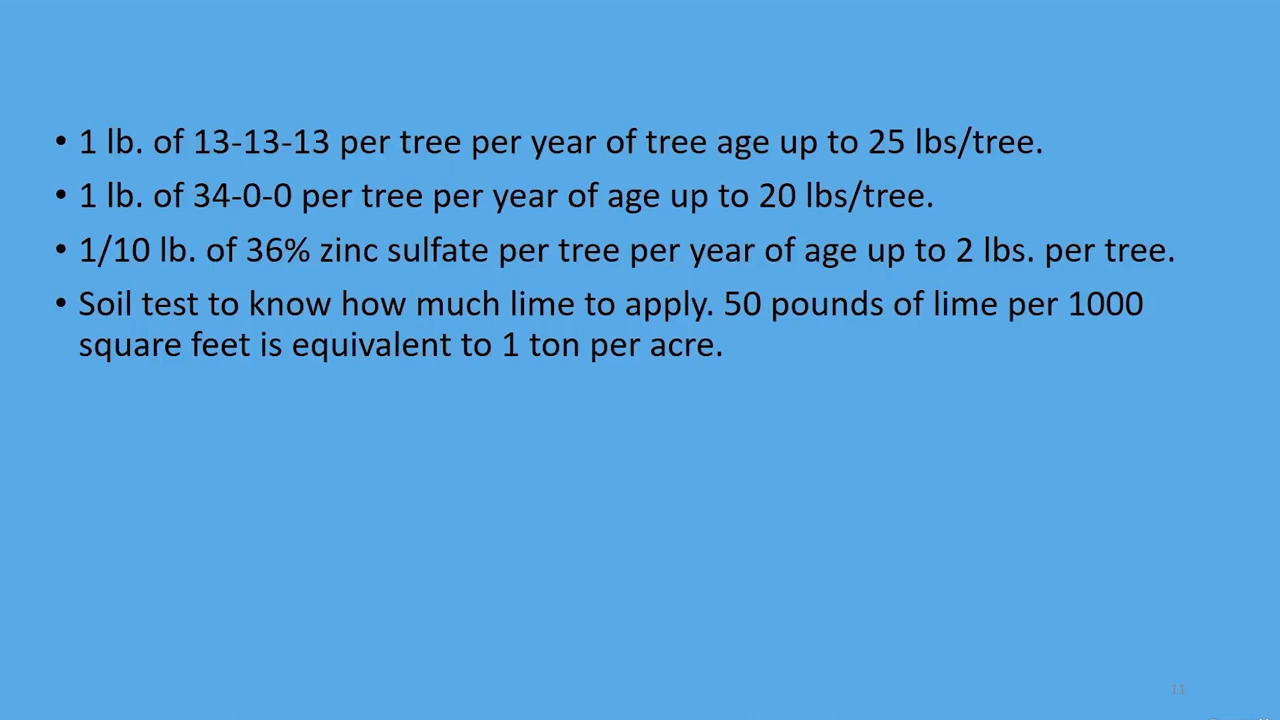 • 1 lb. of 13-13-13 per tree per year of tree age up to 25 lbs/tree.
• 1 lb. of 34-0-0 per tree per year of age up to 20 lbs/tree.
• 1/10 lb. of 36% zinc sulfate per tree per year of age up to 2 lbs. per tree.
• Soil test to know how much lime to apply. 50 pounds of lime per 1000
square feet is equivalent to 1 ton per acre.
11